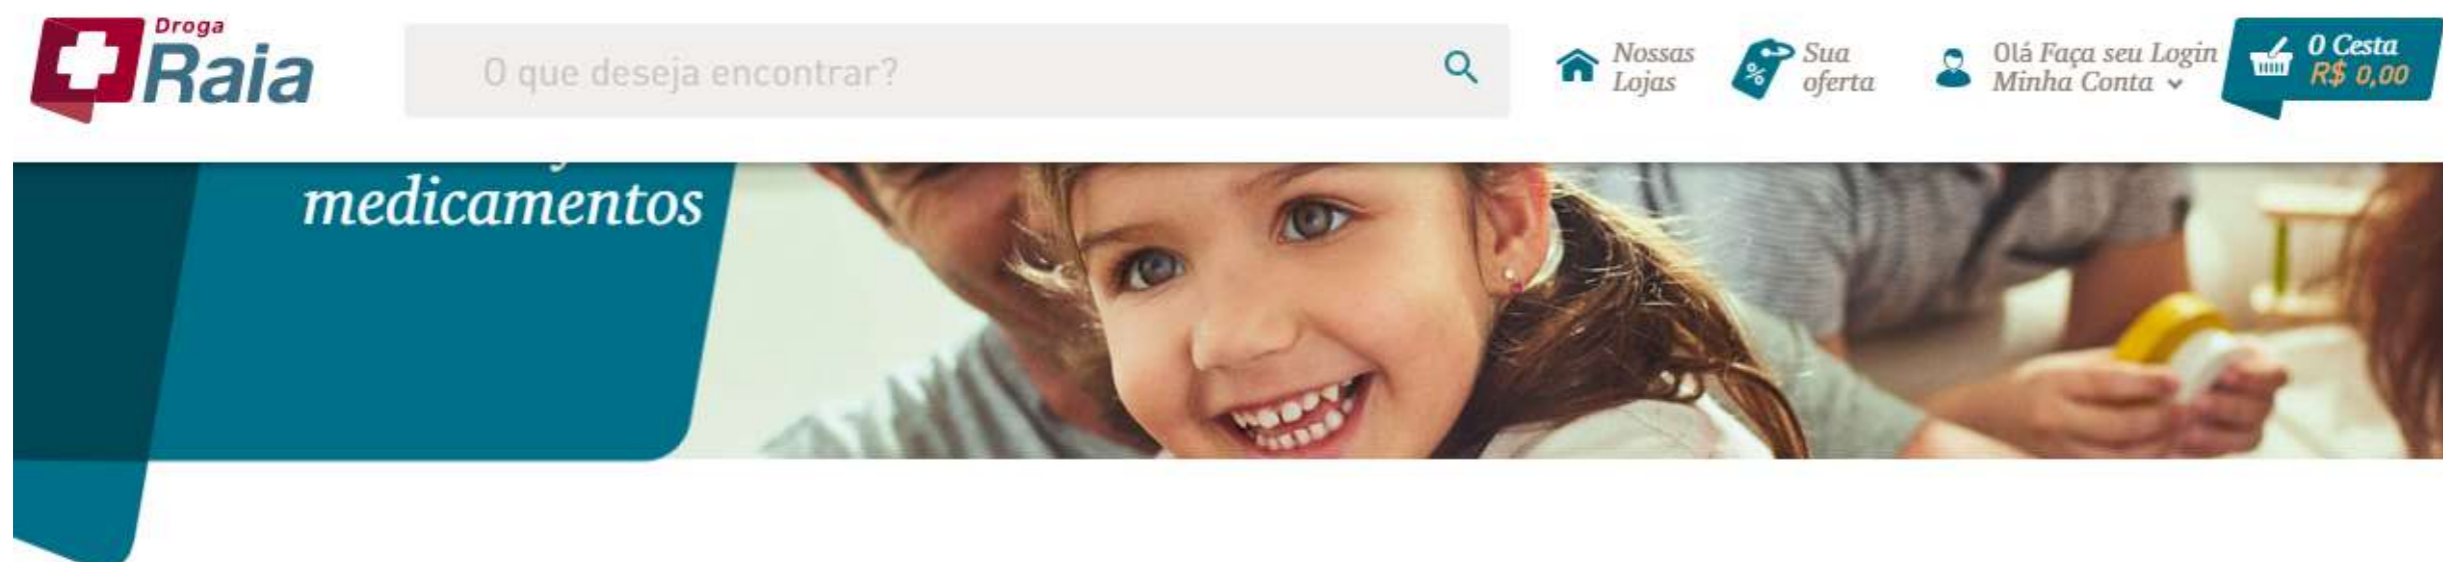 Droga
Raia
O que deseja encontrar?
Nossas
Lojas
%
Sua
oferta
Olá Faça seu Login
Minha Conta
0 Cesta
R$ 0,00
medicamentos